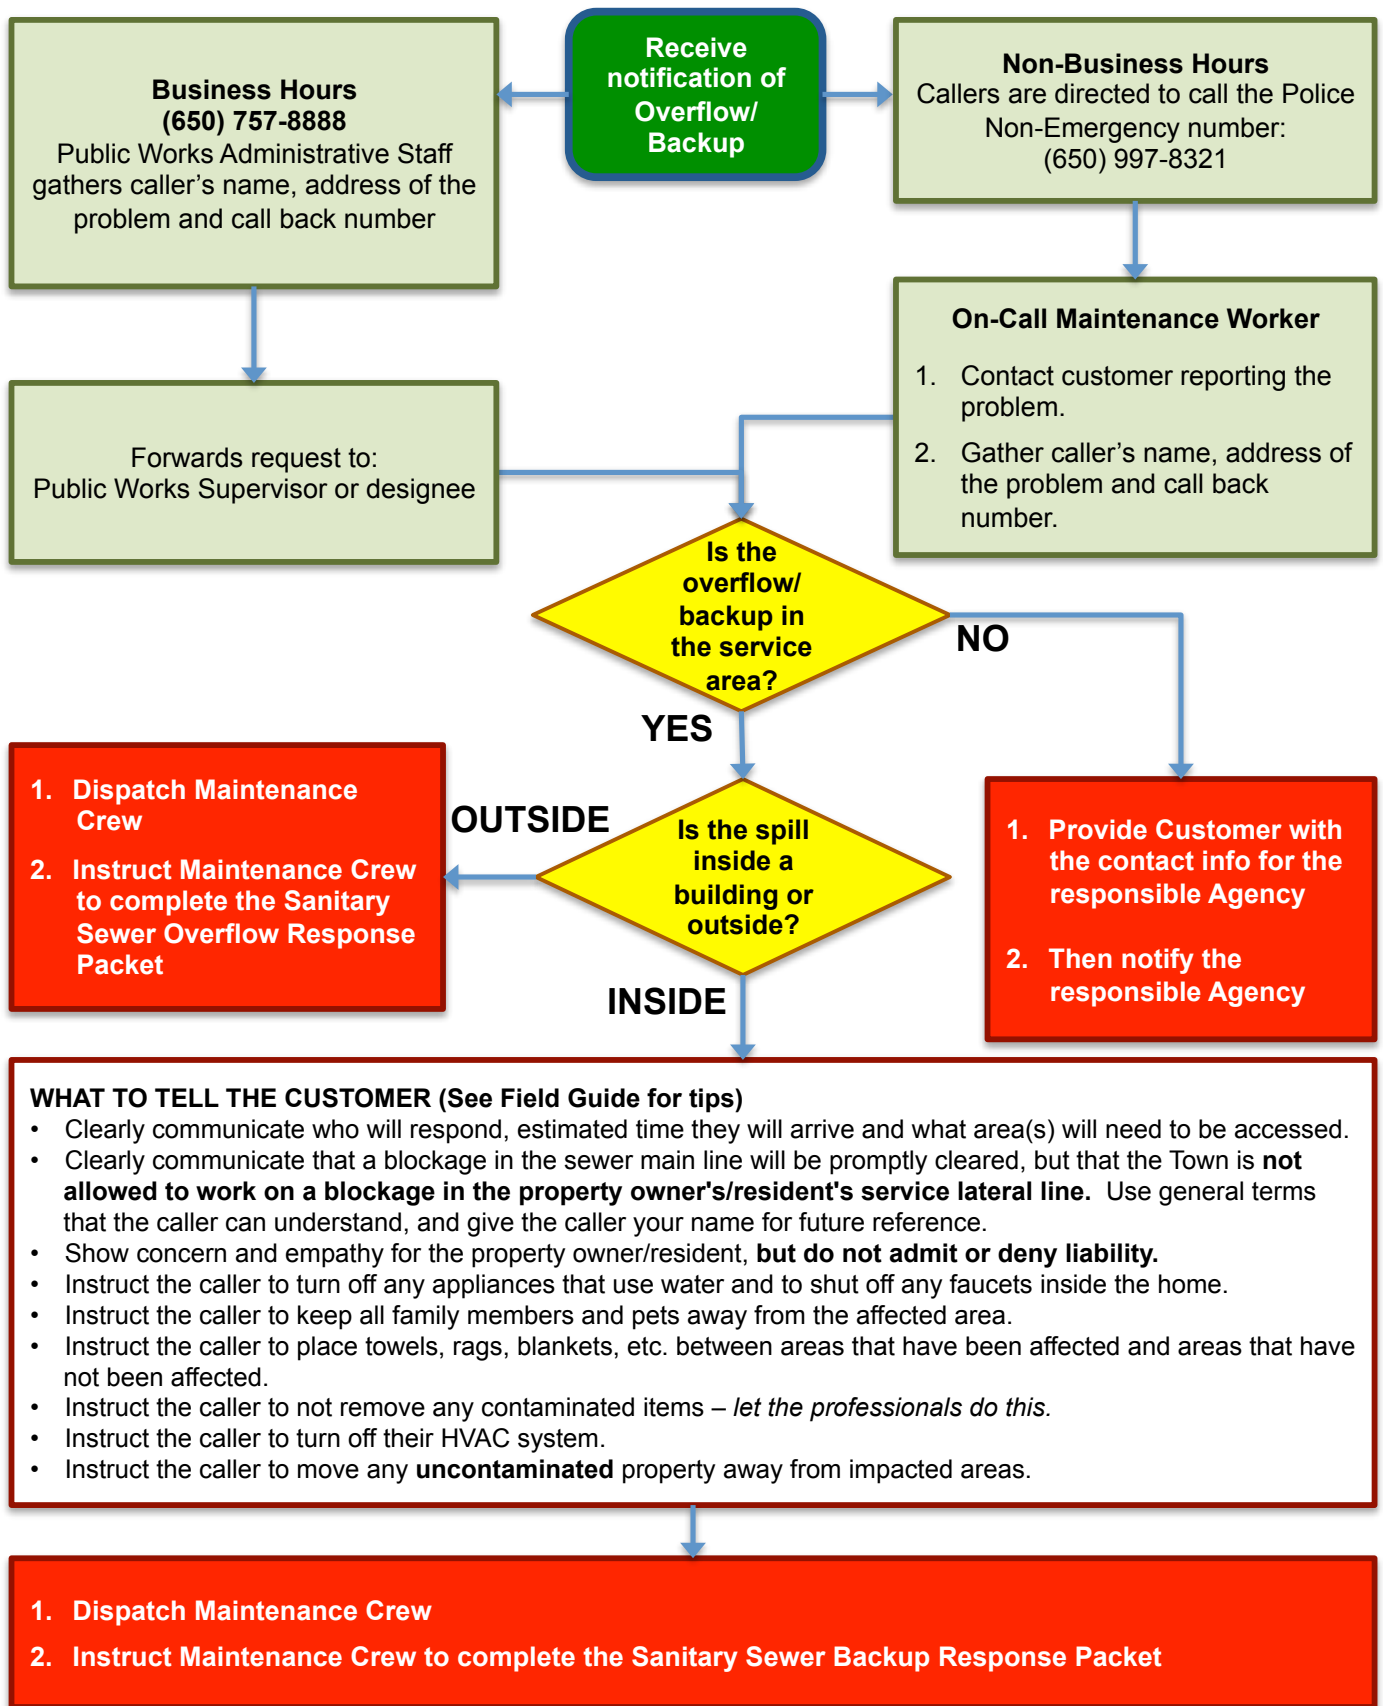 Receive
notification of
Overflow/
Backup
Business Hours
(650) 757-8888
Public Works Administrative Staff
gathers caller's name, address of the
problem and call back number
Non-Business Hours
Callers are directed to call the Police
Non-Emergency number:
(650) 997-8321
Forwards request to:
Public Works Supervisor or designee
On-Call Maintenance Worker
1. Contact customer reporting the
problem.
2. Gather caller's name, address of
the problem and call back
number.
Is the
overflow/
backup in
the service
area?
NO
YES
1. Dispatch Maintenance
Crew
2. Instruct Maintenance Crew
to complete the Sanitary
Sewer Overflow Response
Packet
OUTSIDE
Is the spill
inside a
building or
outside?
1. Provide Customer with
the contact info for the
responsible Agency
2. Then notify the
responsible Agency
INSIDE
WHAT TO TELL THE CUSTOMER (See Field Guide for tips)
• Clearly communicate who will respond, estimated time they will arrive and what area(s) will need to be accessed.
• Clearly communicate that a blockage in the sewer main line will be promptly cleared, but that the Town is not
allowed to work on a blockage in the property owner's/resident's service lateral line. Use general terms
that the caller can understand, and give the caller your name for future reference.
• Show concern and empathy for the property owner/resident, but do not admit or deny liability.
• Instruct the caller to turn off any appliances that use water and to shut off any faucets inside the home.
• Instruct the caller to keep all family members and pets away from the affected area.
• Instruct the caller to place towels, rags, blankets, etc. between areas that have been affected and areas that have
not been affected.
• Instruct the caller to not remove any contaminated items – let the professionals do this.
• Instruct the caller to turn off their HVAC system.
• Instruct the caller to move any uncontaminated property away from impacted areas.
1. Dispatch Maintenance Crew
2. Instruct Maintenance Crew to complete the Sanitary Sewer Backup Response Packet